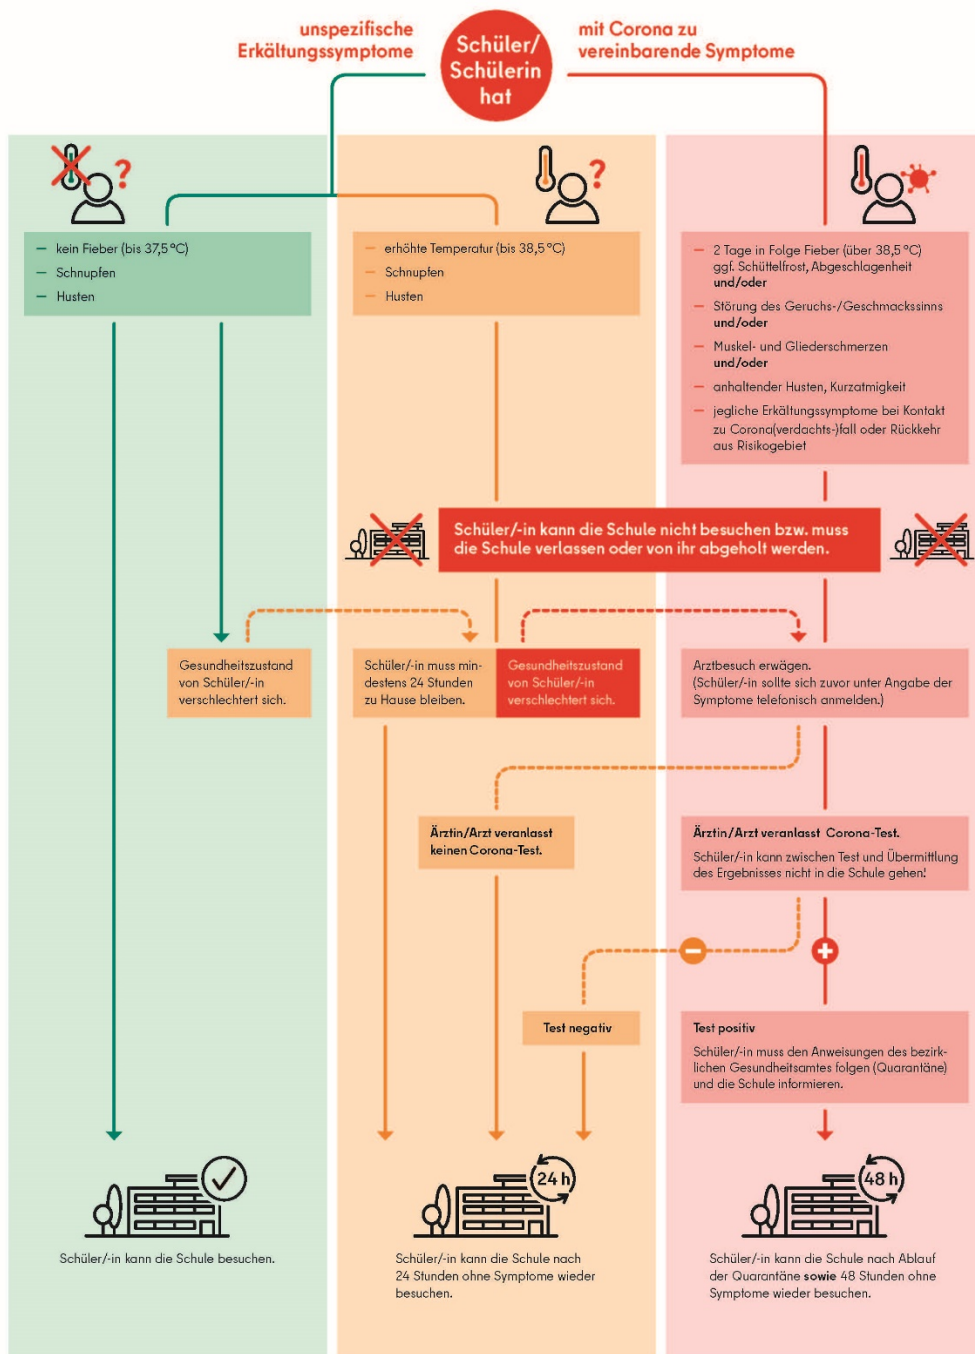 unspezifische
Erkältungssymptome
Schüler/
Schülerin
hat
mit Corona zu
vereinbarende Symptome
?
— kein Fieber (bis 37,5 °C)
— Schnupfen
— Husten
?
— erhöhte Temperatur (bis 38,5 °C)
— Schnupfen
— Husten
— 2 Tage in Folge Fieber (über 38,5 °C)
ggf. Schüttelfrost, Abgeschlagenheit
und/oder
— Störung des Geruchs-/Geschmackssinns
und/oder
— Muskel- und Gliederschmerzen
und/oder
— anhaltender Husten, Kurzatmigkeit
— jegliche Erkältungssymptome bei Kontakt
zu Corona(verdachts-)fall oder Rückkehr
aus Risikogebiet
Schüler/-in kann die Schule nicht besuchen bzw. muss
die Schule verlassen oder von ihr abgeholt werden.
Gesundheitszustand
von Schüler/-in
verschlechtert sich.
Schüler/-in muss min-
destens 24 Stunden
zu Hause bleiben.
Gesundheitszustand
von Schüler/-in
verschlechtert sich.
Arztbesuch erwägen.
(Schüler/-in sollte sich zuvor unter Angabe der
Symptome telefonisch anmelden.)
Ärztin/Arzt veranlasst
keinen Corona-Test.
Ärztin/Arzt veranlasst Corona-Test.
Schüler/-in kann zwischen Test und Übermittlung
des Ergebnisses nicht in die Schule gehen!
−
+
Test negativ
Test positiv
Schüler/-in muss den Anweisungen des bezirk-
lichen Gesundheitsamtes folgen (Quarantäne)
und die Schule informieren.
24 h
48 h
Schüler/-in kann die Schule besuchen.
Schüler/-in kann die Schule nach
24 Stunden ohne Symptome wieder
besuchen.
Schüler/-in kann die Schule nach Ablauf
der Quarantäne sowie 48 Stunden ohne
Symptome wieder besuchen.